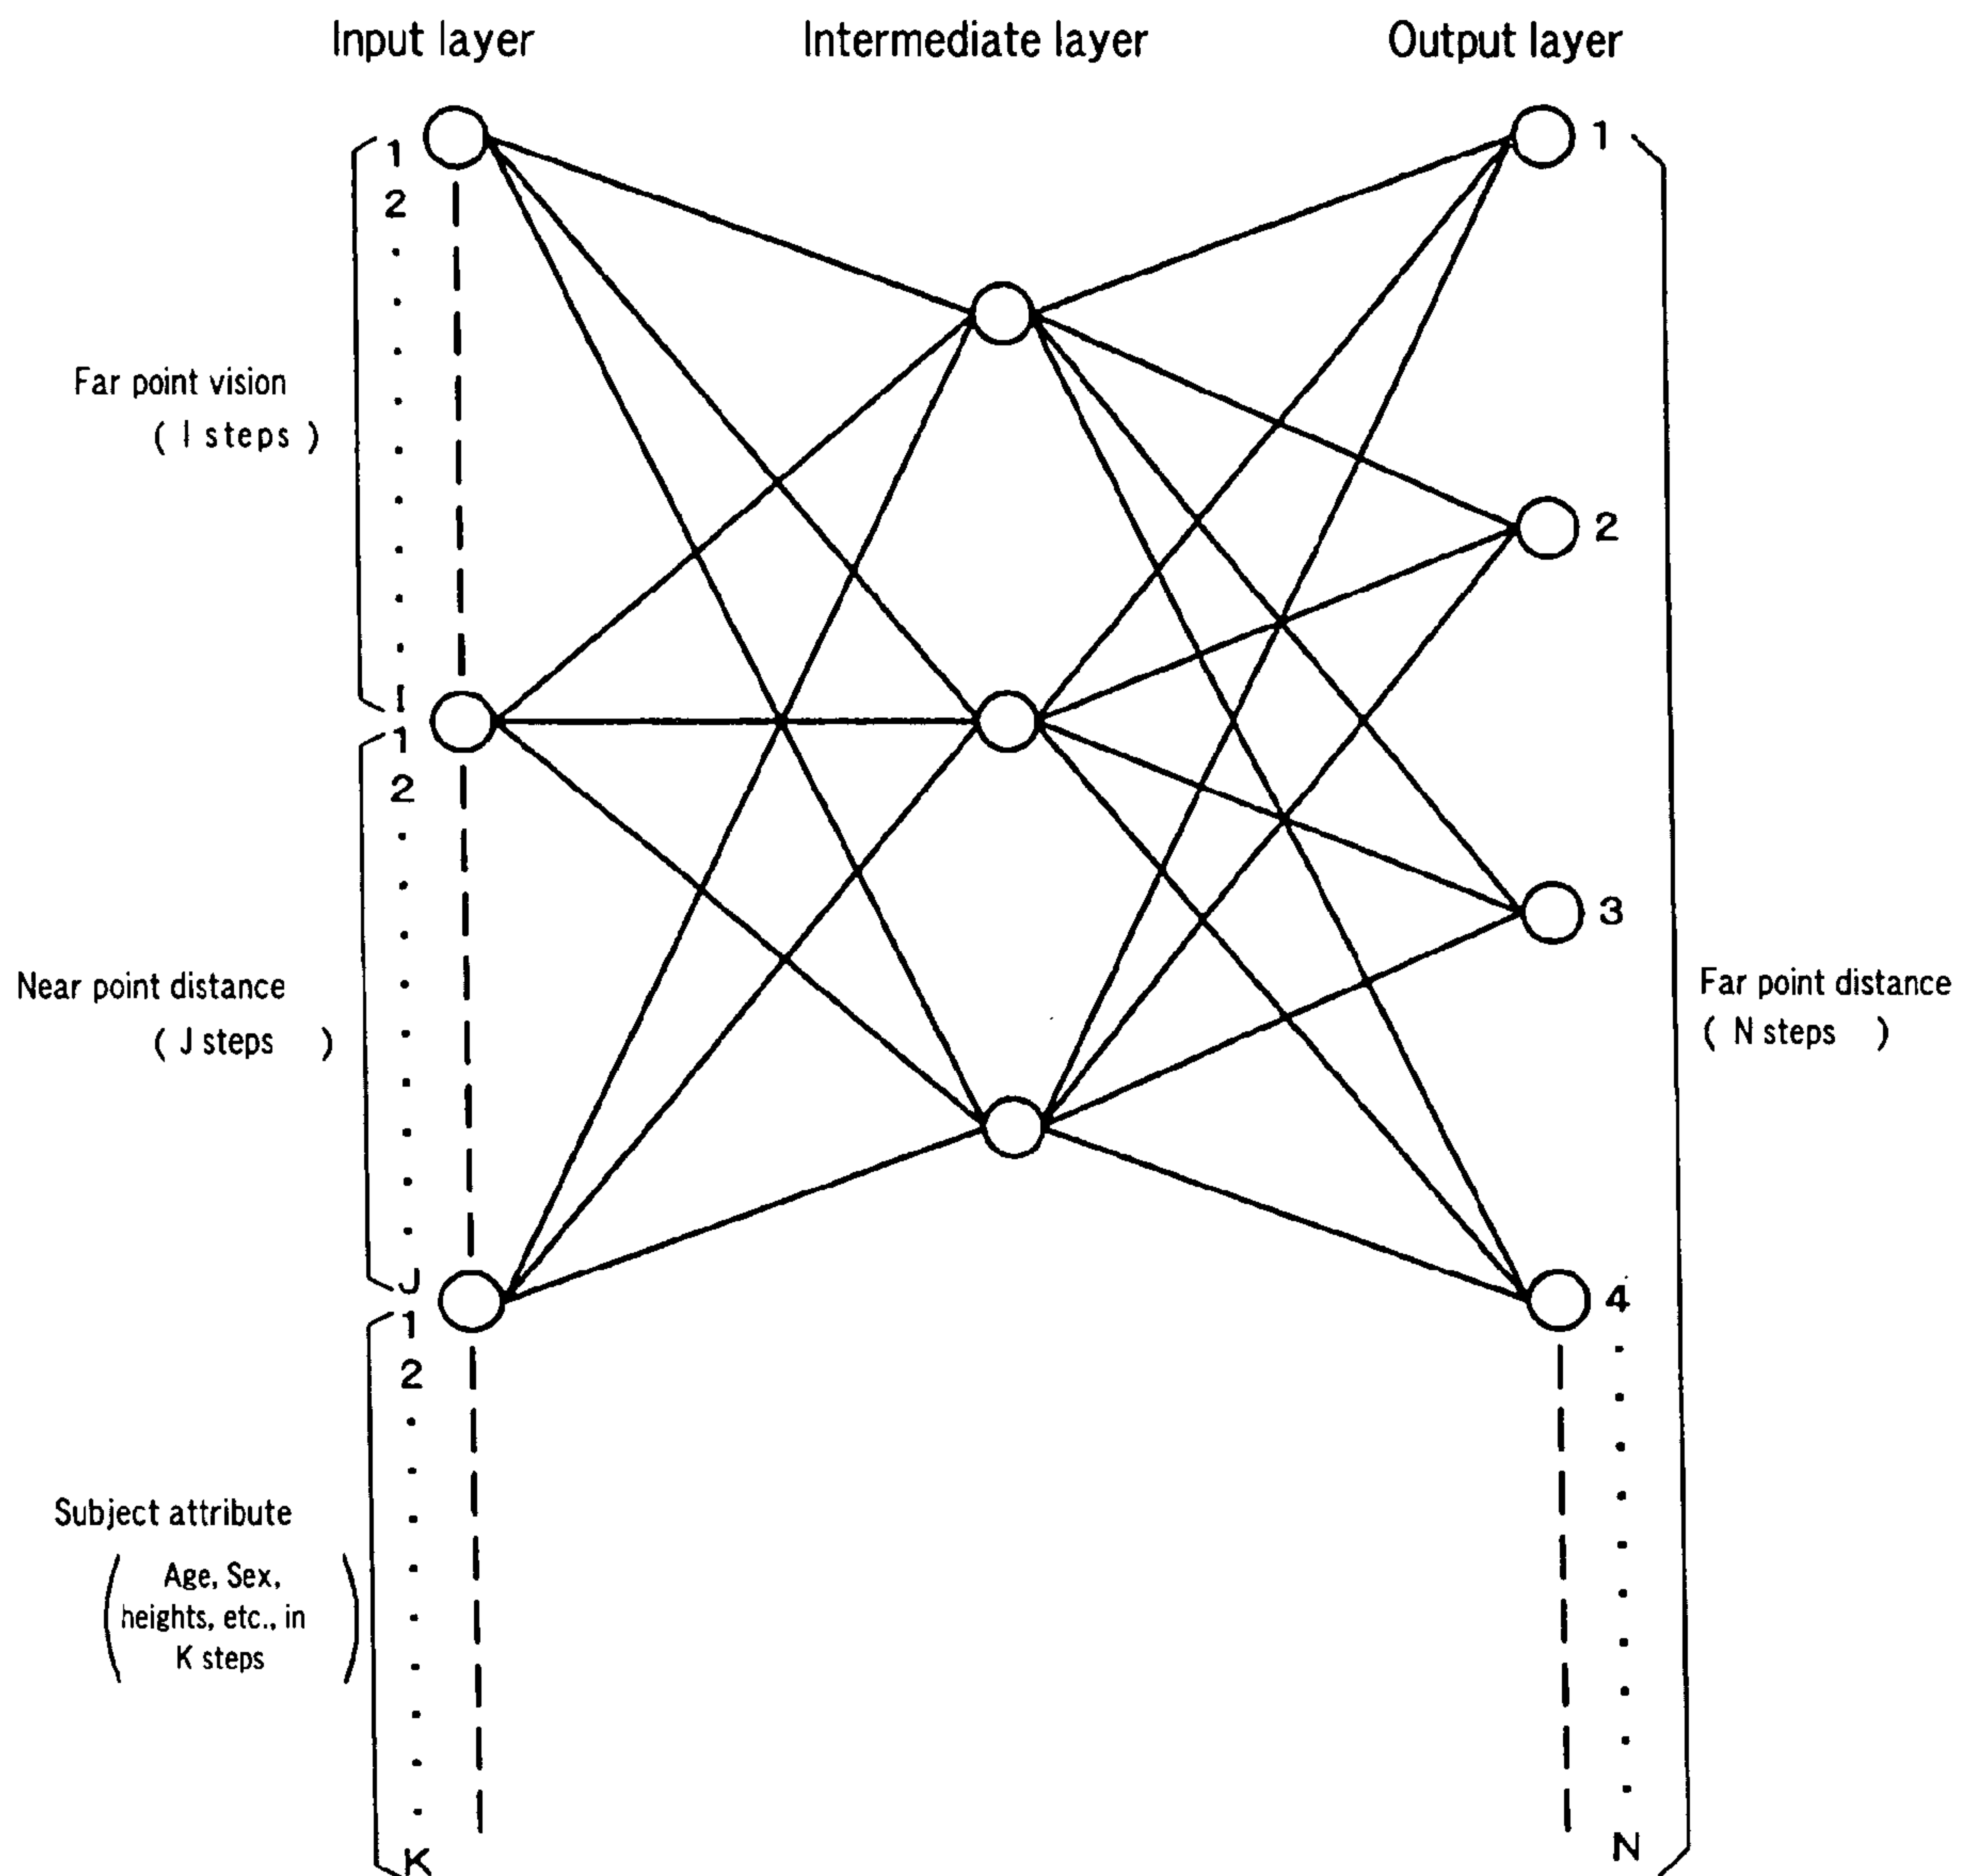 Input layer
Intermediate layer
Output layer
1
2
I
Far point vision
( I steps )
1
2
J
Near point distance
( J steps )
1
2
K
Subject attribute
( Age, Sex,
heights, etc., in
K steps )
1
2
3
4
N
Far point distance
( N steps )